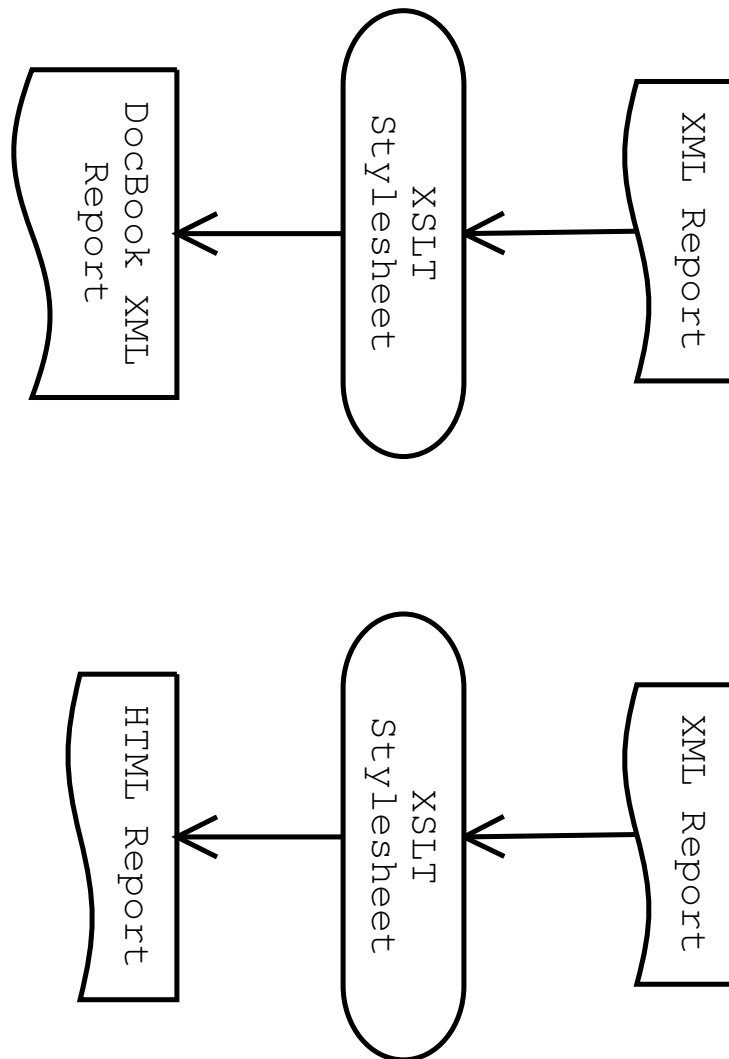 XML Report
XSLT
Stylesheet
DocBook XML
Report
XML Report
XSLT
Stylesheet
HTML Report